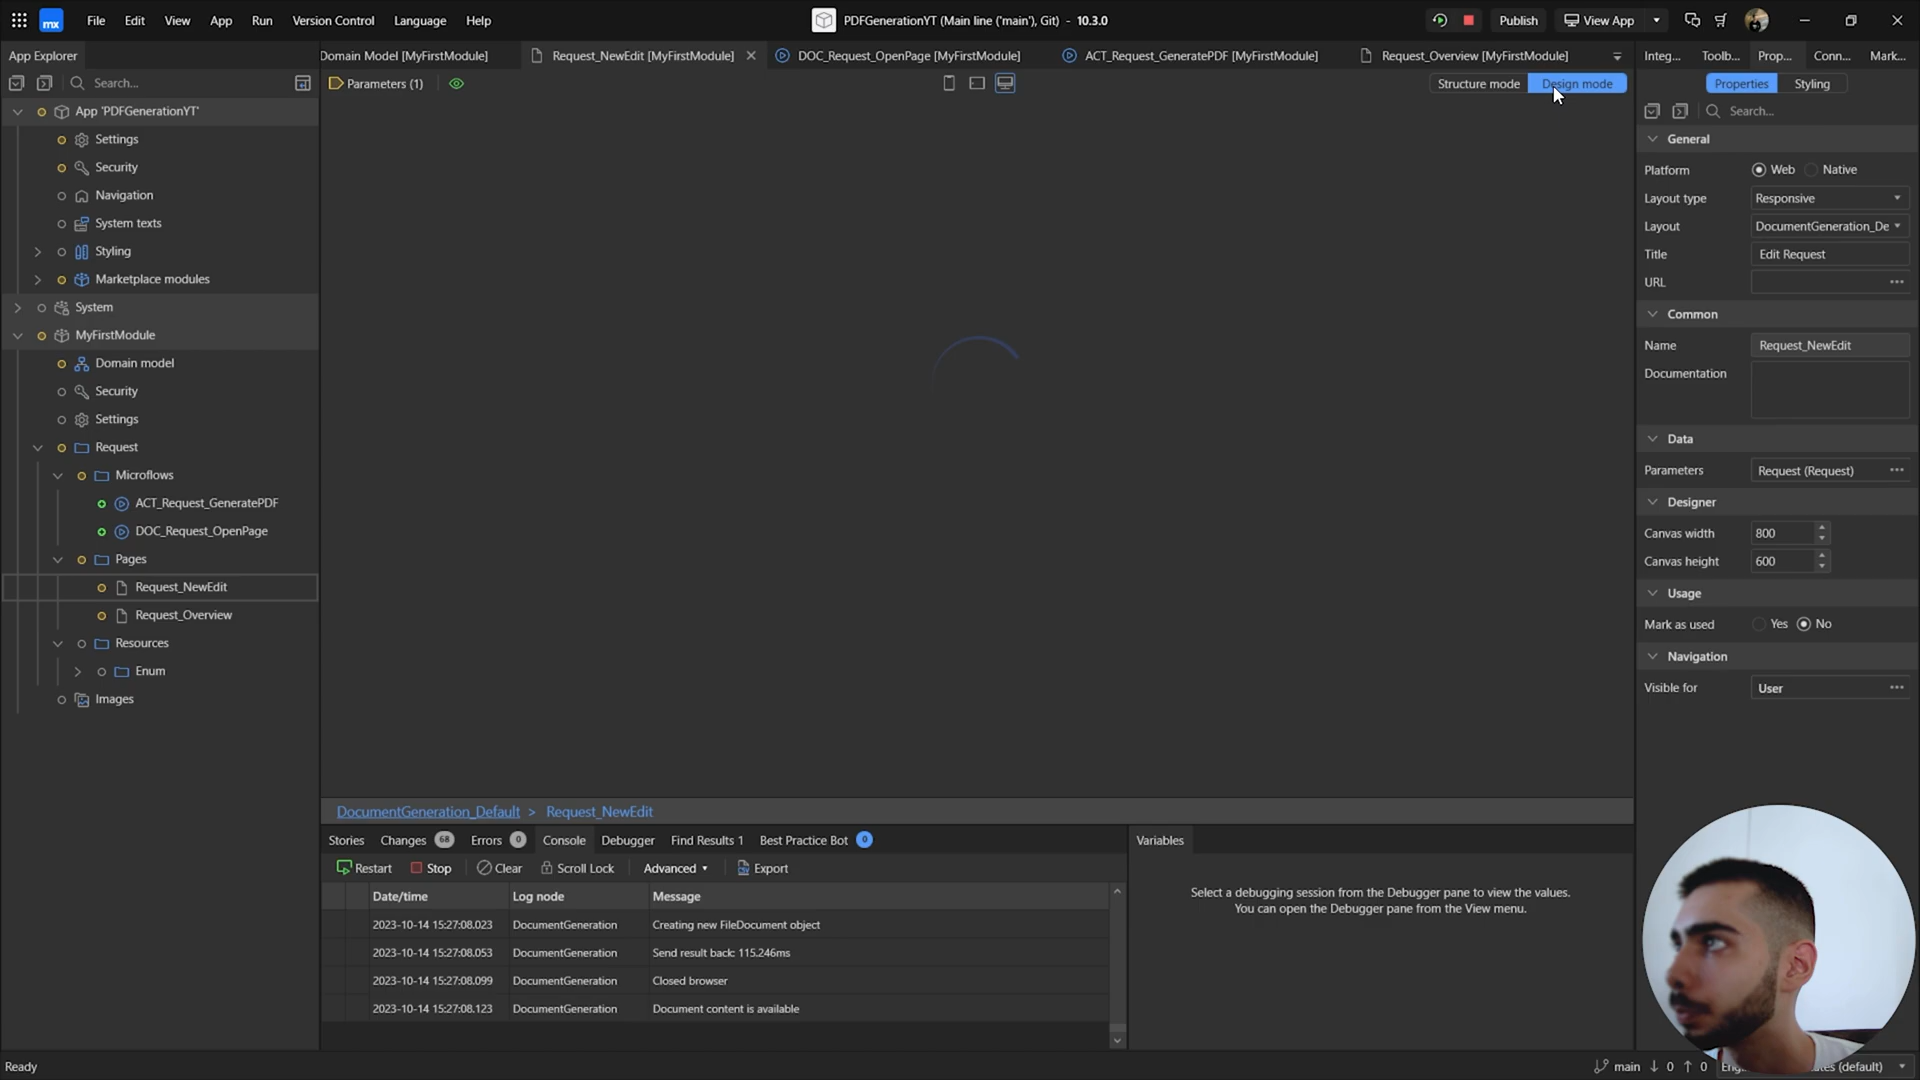 mx File Edit View App Run Version Control Language Help
PDFGenerationYT (Main line ('main'), Git) - 10.3.0
Publish View App
App Explorer
Domain Model [MyFirstModule] Request_NewEdit [MyFirstModule] DOC_Request_OpenPage [MyFirstModule] ACT_Request_GeneratePDF [MyFirstModule] Request_Overview [MyFirstModule]
Integ... Toolb... Prop... Conn... Mark...
Search...
Parameters (1)
Structure mode Design mode
Properties Styling
Search...
App 'PDFGenerationYT'
Settings
Security
Navigation
System texts
Styling
Marketplace modules
System
MyFirstModule
Domain model
Security
Settings
Request
Microflows
ACT_Request_GeneratePDF
DOC_Request_OpenPage
Pages
Request_NewEdit
Request_Overview
Resources
Enum
Images
General
Platform Web Native
Layout type Responsive
Layout DocumentGeneration_De
Title Edit Request
URL ...
Common
Name Request_NewEdit
Documentation
Data
Parameters Request (Request) ...
Designer
Canvas width 800
Canvas height 600
Usage
Mark as used Yes No
Navigation
Visible for User ...
DocumentGeneration_Default > Request_NewEdit
Stories Changes 68 Errors 0 Console Debugger Find Results 1 Best Practice Bot 0
Variables
Restart Stop Clear Scroll Lock Advanced Export
Date/time Log node Message
2023-10-14 15:27:08.023 DocumentGeneration Creating new FileDocument object
2023-10-14 15:27:08.053 DocumentGeneration Send result back: 115.246ms
2023-10-14 15:27:08.099 DocumentGeneration Closed browser
2023-10-14 15:27:08.123 DocumentGeneration Document content is available
Select a debugging session from the Debugger pane to view the values.
You can open the Debugger pane from the View menu.
Ready
main 0 0 (default)